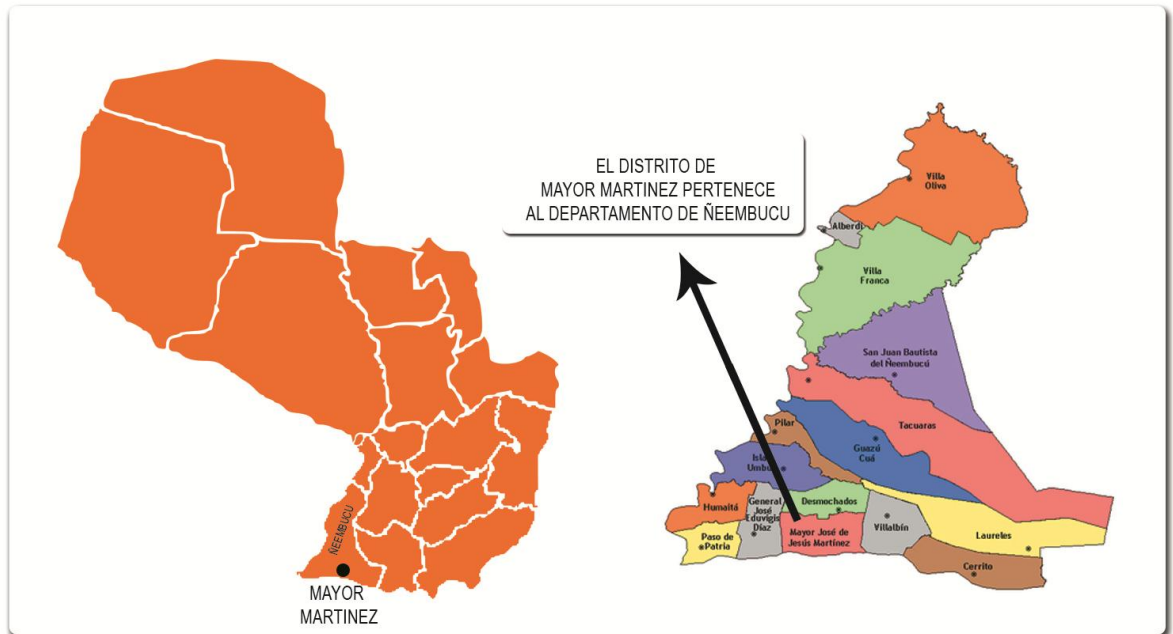 EL DISTRITO DE
MAYOR MARTINEZ PERTENECE
AL DEPARTAMENTO DE ÑEEMBUCU
ÑEEMBUCU
MAYOR
MARTINEZ
Villa
Oliva
Alberdi
Villa
Franca
San Juan Bautista
del Ñeembucú
Tacuaras
Pilar
Guazú
Cuá
Isla
Umbú
Humaitá
General
José
Eduvigis
Díaz
Desmochados
Paso de
Patria
Mayor José de
Jesús Martínez
Villalbín
Laureles
Cerrito